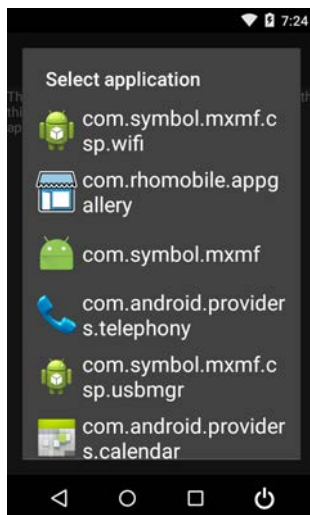 7:24
Select application
com.symbol.mxmf.c
sp.wifi
com.rhomobile.appg
allery
com.symbol.mxmf
com.android.provider
s.telephony
com.symbol.mxmf.c
sp.usbmgr
com.android.provider
s.calendar